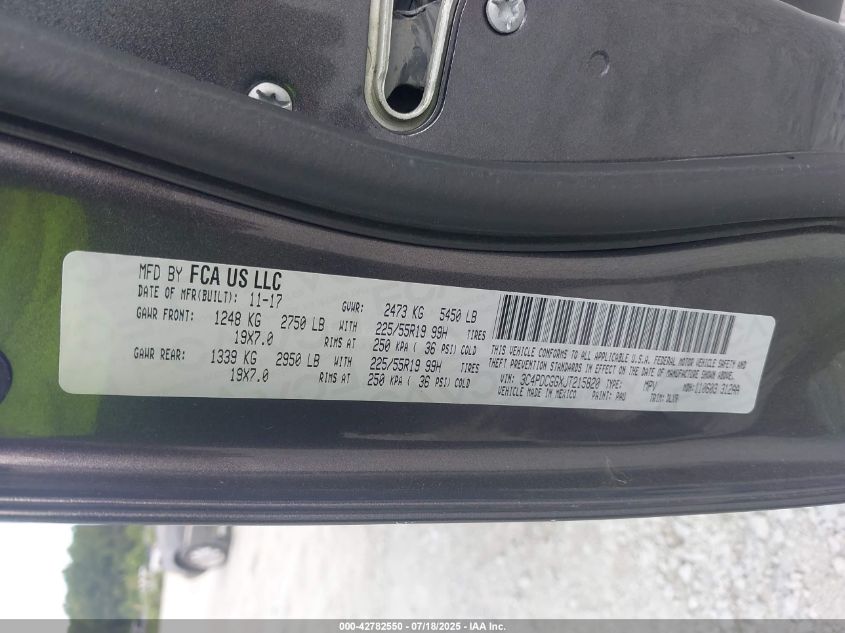 MFD BY FCA US LLC
DATE OF MFR(BUILT): 11-17 GVWR: 2473 KG 5450 LB
GAWR FRONT: 1248 KG 2750 LB WITH 225/55R19 99H TIRES
19X7.0 RIMS AT 250 KPA ( 36 PSI) COLD
GAWR REAR: 1339 KG 2950 LB WITH 225/55R19 99H TIRES
19X7.0 RIMS AT 250 KPA ( 36 PSI) COLD
THIS VEHICLE CONFORMS TO ALL APPLICABLE U.S.A. FEDERAL MOTOR VEHICLE SAFETY AND
THEFT PREVENTION STANDARDS IN EFFECT ON THE DATE OF MANUFACTURE SHOWN ABOVE.
VIN: 3C4PDCGGXJT215820 TYPE: MPV MDH: 110603 312AA
VEHICLE MADE IN MEXICO PAINT: PAU TRIM: DLX9
000-42782550 | 07/18/2025 - IAA Inc.